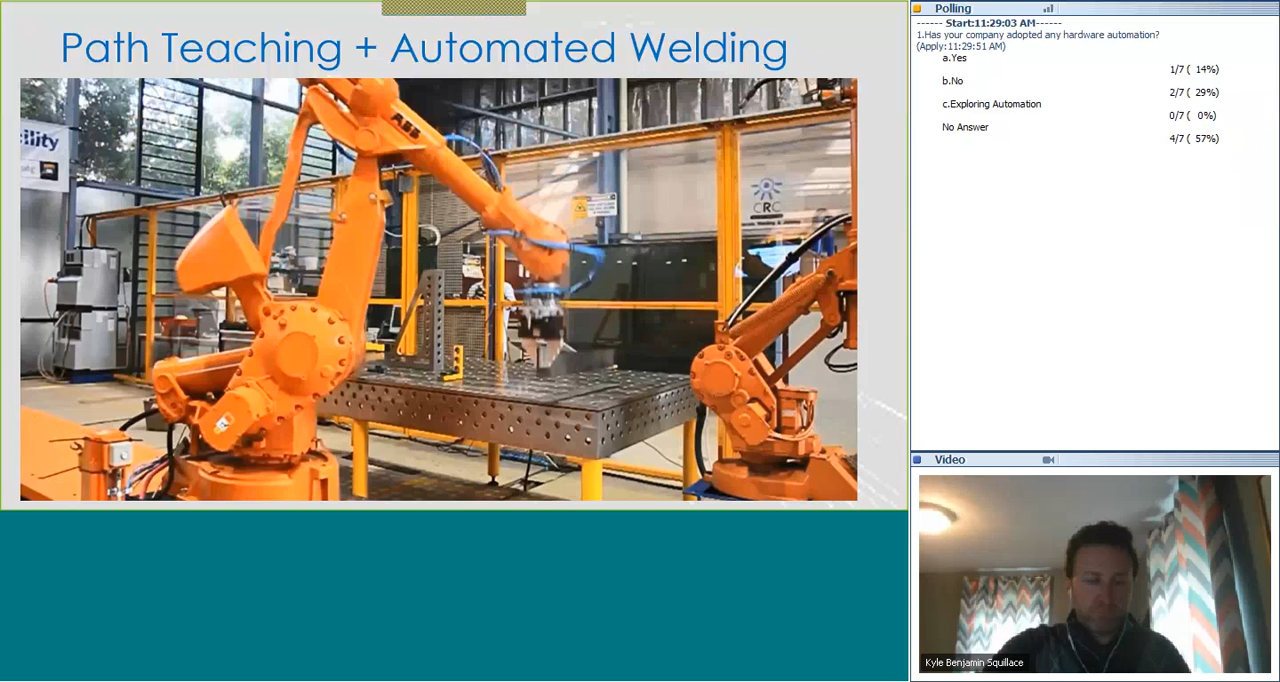 Path Teaching + Automated Welding
ility
ABB
CRC
Polling
------ Start:11:29:03 AM------
1.Has your company adopted any hardware automation?
(Apply:11:29:51 AM)
a.Yes
1/7 ( 14%)
b.No
2/7 ( 29%)
c.Exploring Automation
0/7 ( 0%)
No Answer
4/7 ( 57%)
Video
Kyle Benjamin Squillace